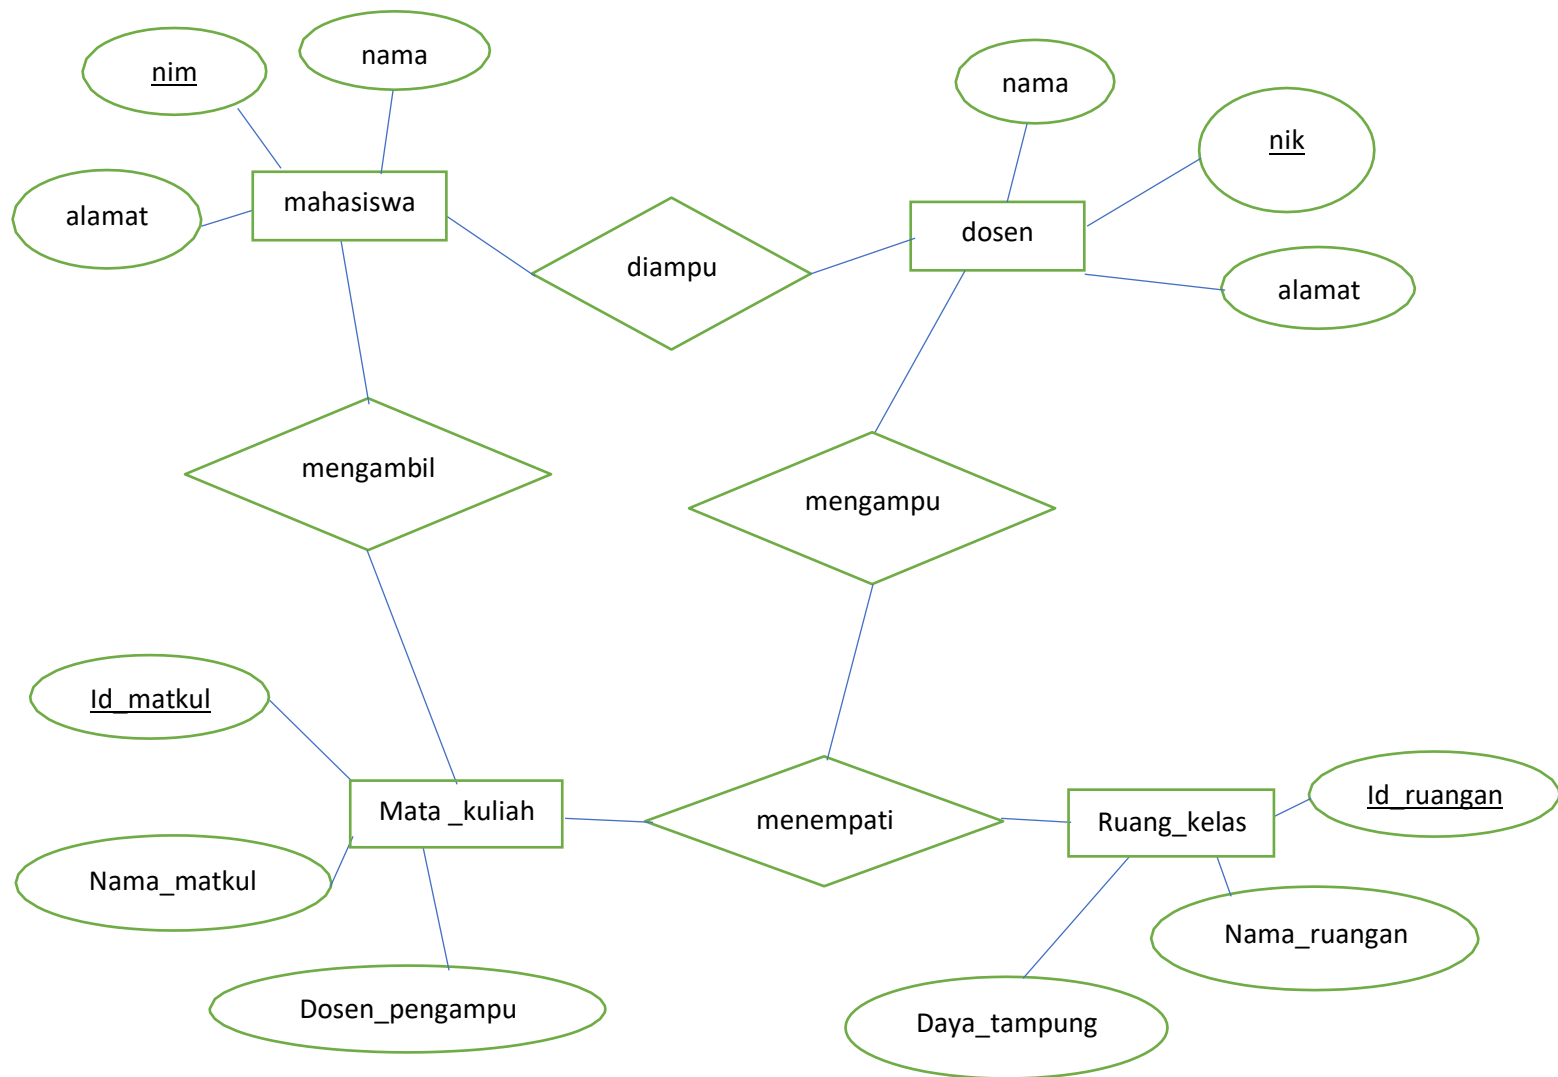 nim
nama
nama
nik
alamat
mahasiswa
dosen
diampu
alamat
mengambil
mengampu
Id_matkul
Mata _kuliah
menempati
Ruang_kelas
Id_ruangan
Nama_matkul
Nama_ruangan
Dosen_pengampu
Daya_tampung